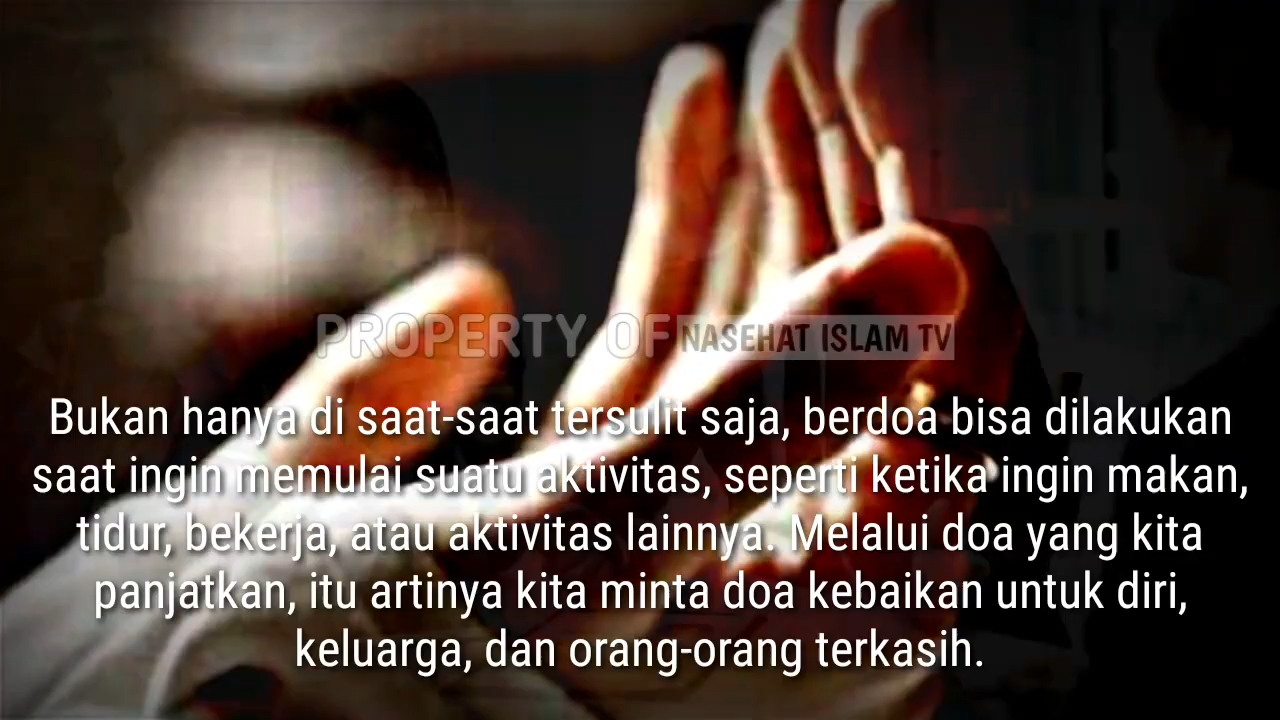 PROPERTY OF NASEHAT ISLAM TV
Bukan hanya di saat-saat tersulit saja, berdoa bisa dilakukan
saat ingin memulai suatu aktivitas, seperti ketika ingin makan,
tidur, bekerja, atau aktivitas lainnya. Melalui doa yang kita
panjatkan, itu artinya kita minta doa kebaikan untuk diri,
keluarga, dan orang-orang terkasih.